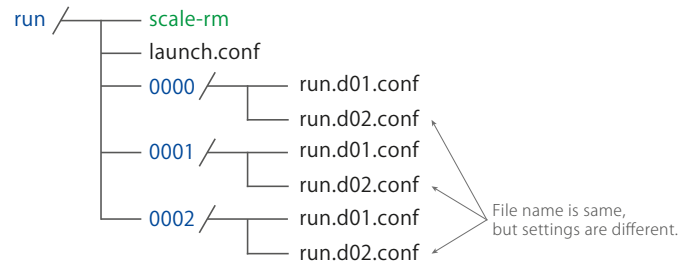 run
scale-rm
launch.conf
0000
run.d01.conf
run.d02.conf
0001
run.d01.conf
run.d02.conf
0002
run.d01.conf
run.d02.conf
File name is same,
but settings are different.